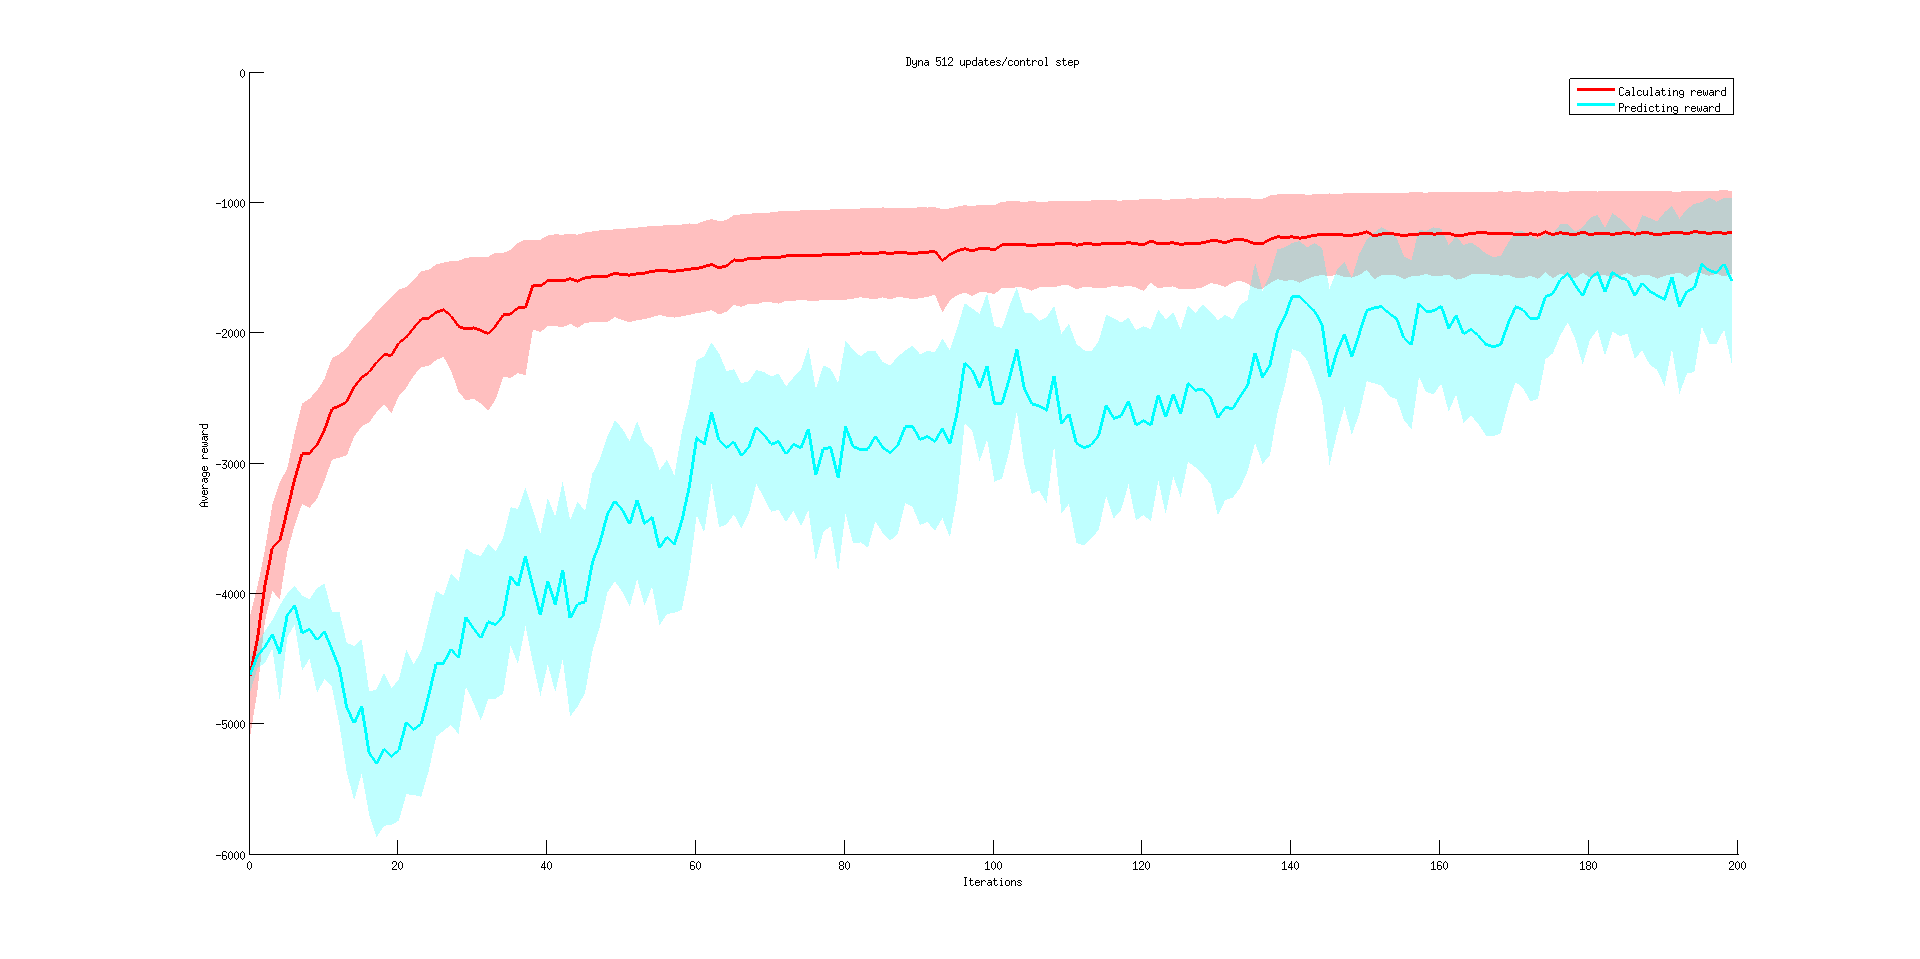 Dyna 512 updates/control step
Calculating reward
Predicting reward
0
-1000
-2000
-3000
-4000
-5000
-6000
Average reward
0 20 40 60 80 100 120 140 160 180 200
Iterations